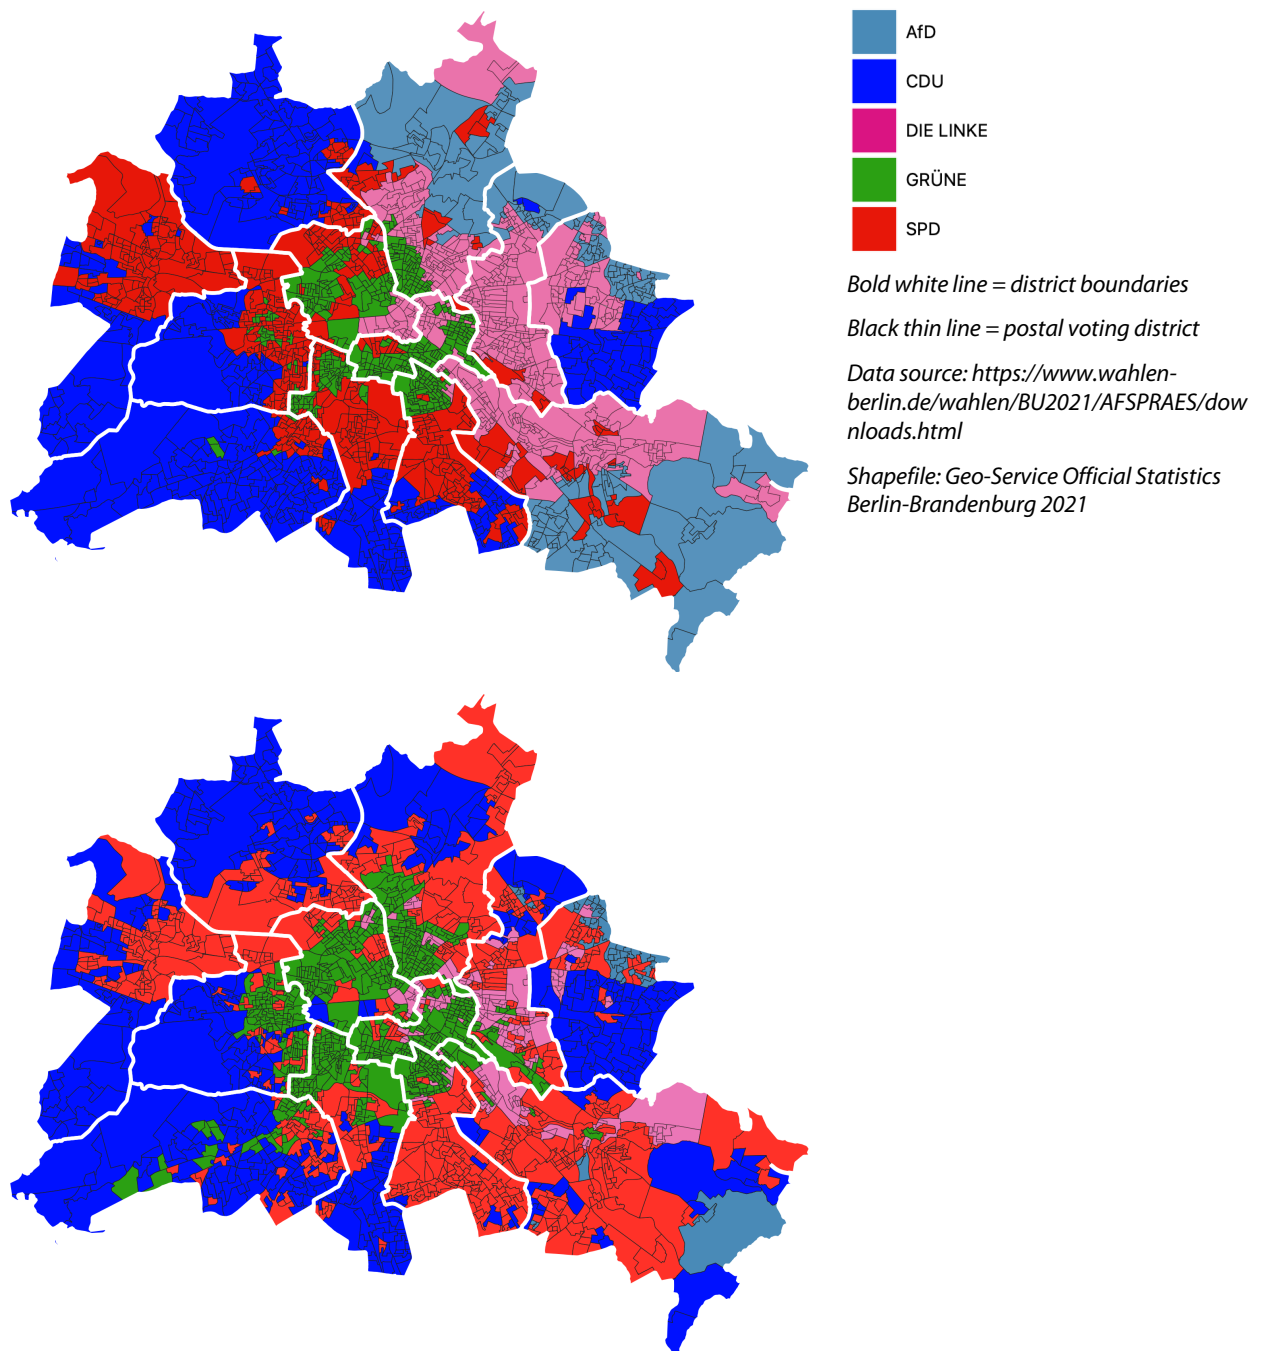 AfD
CDU
DIE LINKE
GRÜNE
SPD
Bold white line = district boundaries
Black thin line = postal voting district
Data source: https://www.wahlen-
berlin.de/wahlen/BU2021/AFSPRAES/dow
nloads.html
Shapefile: Geo-Service Official Statistics
Berlin-Brandenburg 2021